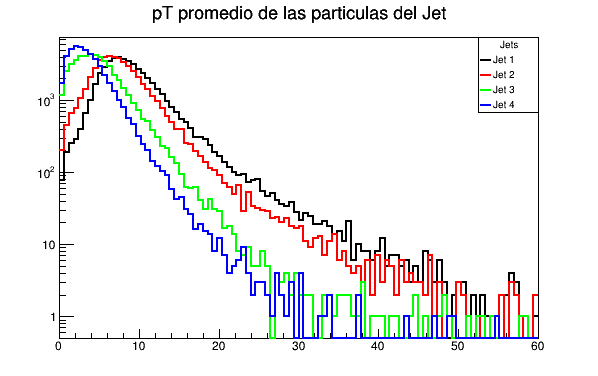 pT promedio de las particulas del Jet
Jets
Jet 1
Jet 2
Jet 3
Jet 4
10³
10²
10
1
0 10 20 30 40 50 60